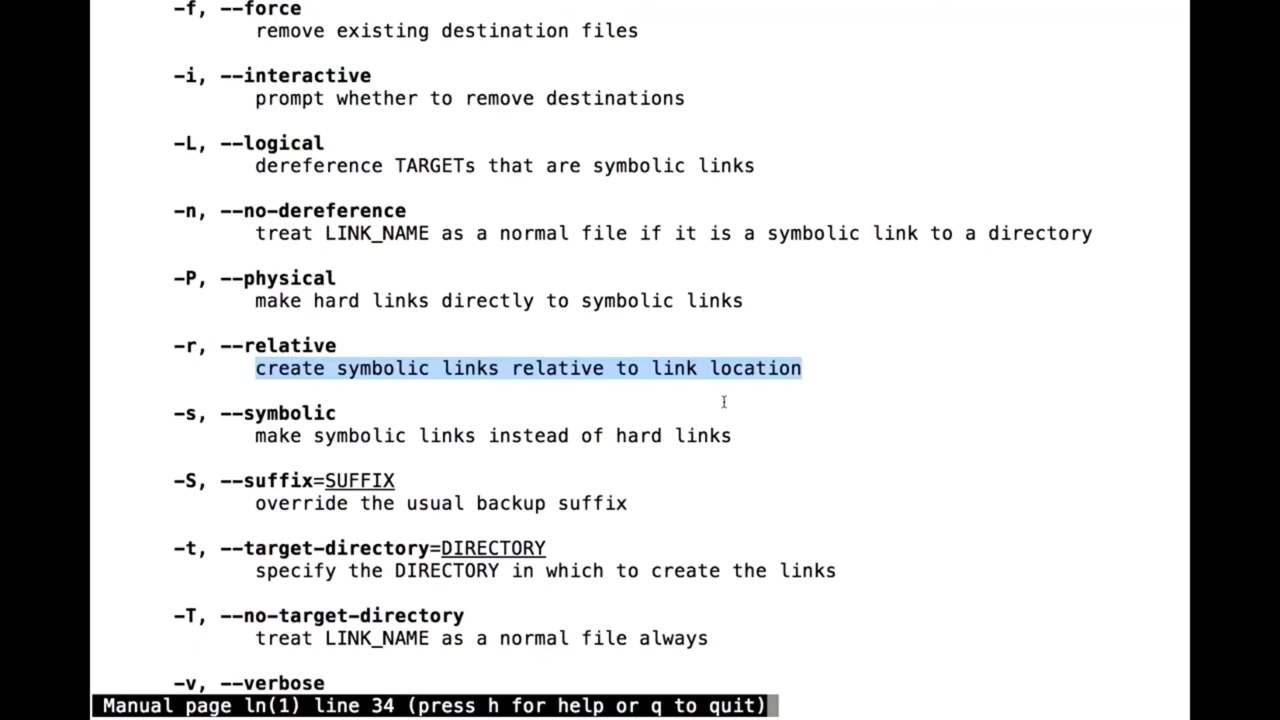 -f, --force
remove existing destination files
-i, --interactive
prompt whether to remove destinations
-L, --logical
dereference TARGETs that are symbolic links
-n, --no-dereference
treat LINK_NAME as a normal file if it is a symbolic link to a directory
-P, --physical
make hard links directly to symbolic links
-r, --relative
create symbolic links relative to link location
-s, --symbolic
make symbolic links instead of hard links
-S, --suffix=SUFFIX
override the usual backup suffix
-t, --target-directory=DIRECTORY
specify the DIRECTORY in which to create the links
-T, --no-target-directory
treat LINK_NAME as a normal file always
-v, --verbose
Manual page ln(1) line 34 (press h for help or q to quit)